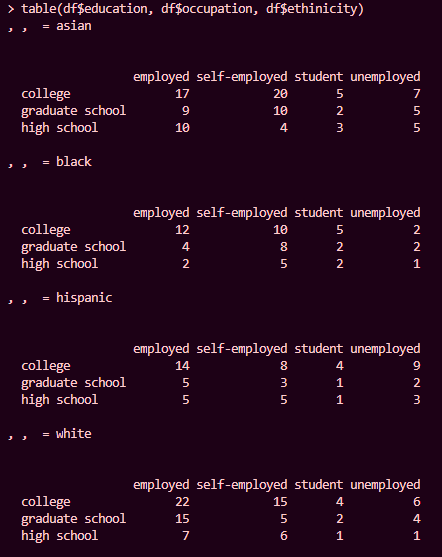 > table(df$education, df$occupation, df$ethinicity)
, ,  = asian
employed self-employed student unemployed
college 17 20 5 7
graduate school 9 10 2 5
high school 10 4 3 5
, ,  = black
employed self-employed student unemployed
college 12 10 5 2
graduate school 4 8 2 2
high school 2 5 2 1
, ,  = hispanic
employed self-employed student unemployed
college 14 8 4 9
graduate school 5 3 1 2
high school 5 5 1 3
, ,  = white
employed self-employed student unemployed
college 22 15 4 6
graduate school 15 5 2 4
high school 7 6 1 1